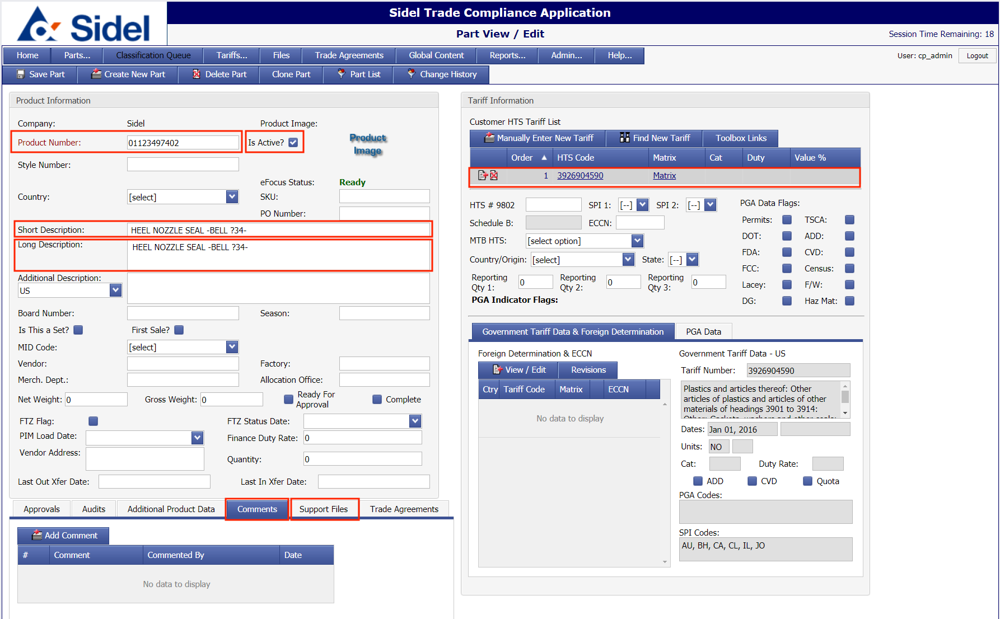 Sidel
Sidel Trade Compliance Application
Part View / Edit
Session Time Remaining: 18
Home Parts... Classification Queue Tariffs... Files Trade Agreements Global Content Reports... Admin... Help...
User: cp_admin Logout
Save Part Create New Part Delete Part Clone Part Part List Change History
Product Information
Company: Sidel Product Image:
Product Number: 01123497402 Is Active?
Product
Image
Style Number:
eFocus Status: Ready
Country: [select] SKU:
PO Number:
Short Description: HEEL NOZZLE SEAL -BELL ?34-
Long Description: HEEL NOZZLE SEAL -BELL ?34-
Additional Description:
US
Board Number: Season:
Is This a Set? First Sale?
MID Code: [select]
Vendor: Factory:
Merch. Dept.: Allocation Office:
Net Weight: 0 Gross Weight: 0 Ready For
Approval Complete
FTZ Flag: FTZ Status Date:
PIM Load Date: Finance Duty Rate: 0
Vendor Address:
Quantity: 0
Last Out Xfer Date: Last In Xfer Date:
Approvals Audits Additional Product Data Comments Support Files Trade Agreements
Add Comment
# Comment Commented By Date
No data to display
Tariff Information
Customer HTS Tariff List
Manually Enter New Tariff Find New Tariff Toolbox Links
Order HTS Code Matrix Cat Duty Value %
1 3926904590 Matrix
HTS # 9802 SPI 1: [--] SPI 2: [--]
Schedule B: ECCN:
MTB HTS: [select option]
Country/Origin: [select] State: [--]
Reporting
Qty 1: 0 Reporting
Qty 2: 0 Reporting
Qty 3: 0
PGA Indicator Flags:
PGA Data Flags:
Permits: TSCA:
DOT: ADD:
FDA: CVD:
FCC: Census:
Lacey: F/W:
DG: Haz Mat:
Government Tariff Data & Foreign Determination PGA Data
Foreign Determination & ECCN
View / Edit Revisions
Ctry Tariff Code Matrix ECCN
No data to display
Government Tariff Data - US
Tariff Number: 3926904590
Plastics and articles thereof: Other
articles of plastics and articles of other
materials of headings 3901 to 3914:
Other: Gaskets, washers and other seals:
Dates: Jan 01, 2016
Units: NO
Cat: Duty Rate:
ADD CVD Quota
PGA Codes:
SPI Codes:
AU, BH, CA, CL, IL, JO